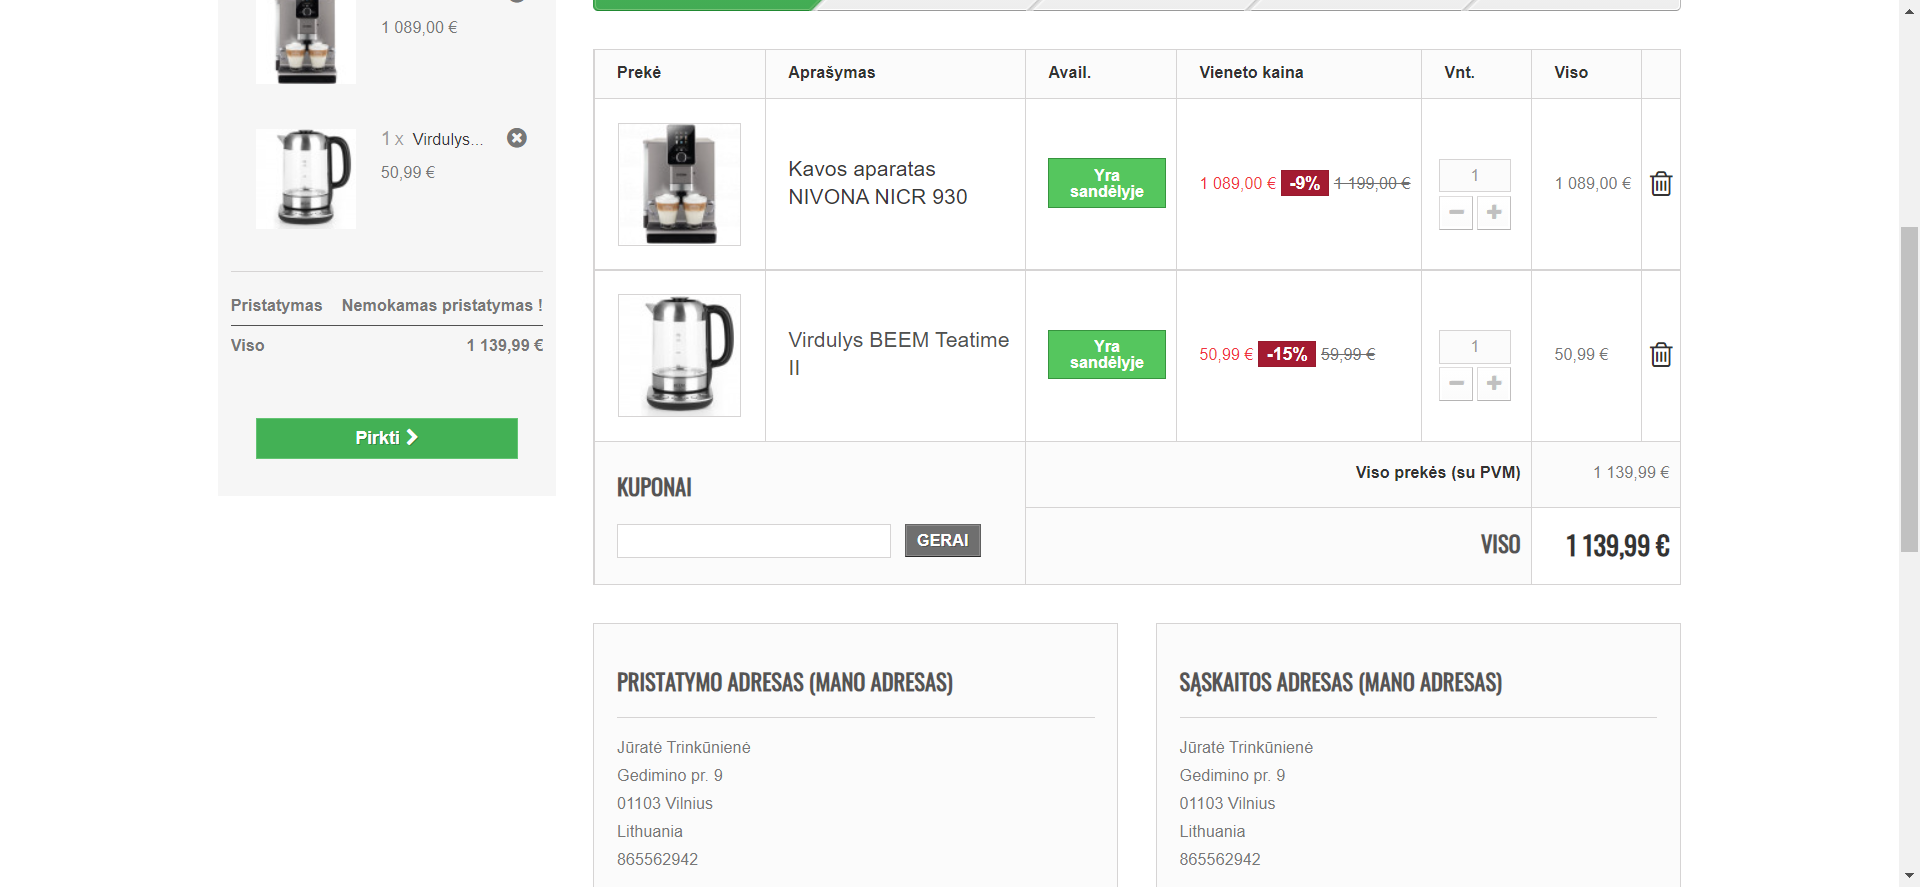 1 089,00 €
1 x Virdulys...
50,99 €
Pristatymas Nemokamas pristatymas !
Viso 1 139,99 €
Pirkti
Prekė Aprašymas Avail. Vieneto kaina Vnt. Viso
Kavos aparatas
NIVONA NICR 930
Yra
sandėlyje
1 089,00 € -9% 1 199,00 €
1
1 089,00 €
Virdulys BEEM Teatime
II
Yra
sandėlyje
50,99 € -15% 59,99 €
1
50,99 €
KUPONAI
GERAI
Viso prekės (su PVM) 1 139,99 €
VISO 1 139,99 €
PRISTATYMO ADRESAS (MANO ADRESAS)
Jūratė Trinkūnienė
Gedimino pr. 9
01103 Vilnius
Lithuania
865562942
SĄSKAITOS ADRESAS (MANO ADRESAS)
Jūratė Trinkūnienė
Gedimino pr. 9
01103 Vilnius
Lithuania
865562942